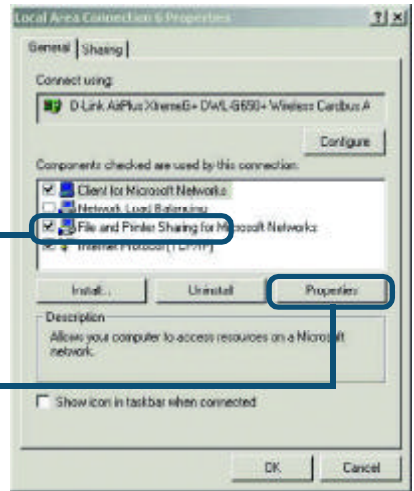 Local Area Connection 6 Properties
General Sharing
Connect using:
D-Link AirPlus XtremeG+ DWL-G650+ Wireless Cardbus A
Configure
Components checked are used by this connection:
Client for Microsoft Networks
Network Load Balancing
File and Printer Sharing for Microsoft Networks
Internet Protocol (TCP/IP)
Install...
Uninstall
Properties
Description
Allows your computer to access resources on a Microsoft
network.
Show icon in taskbar when connected
OK
Cancel